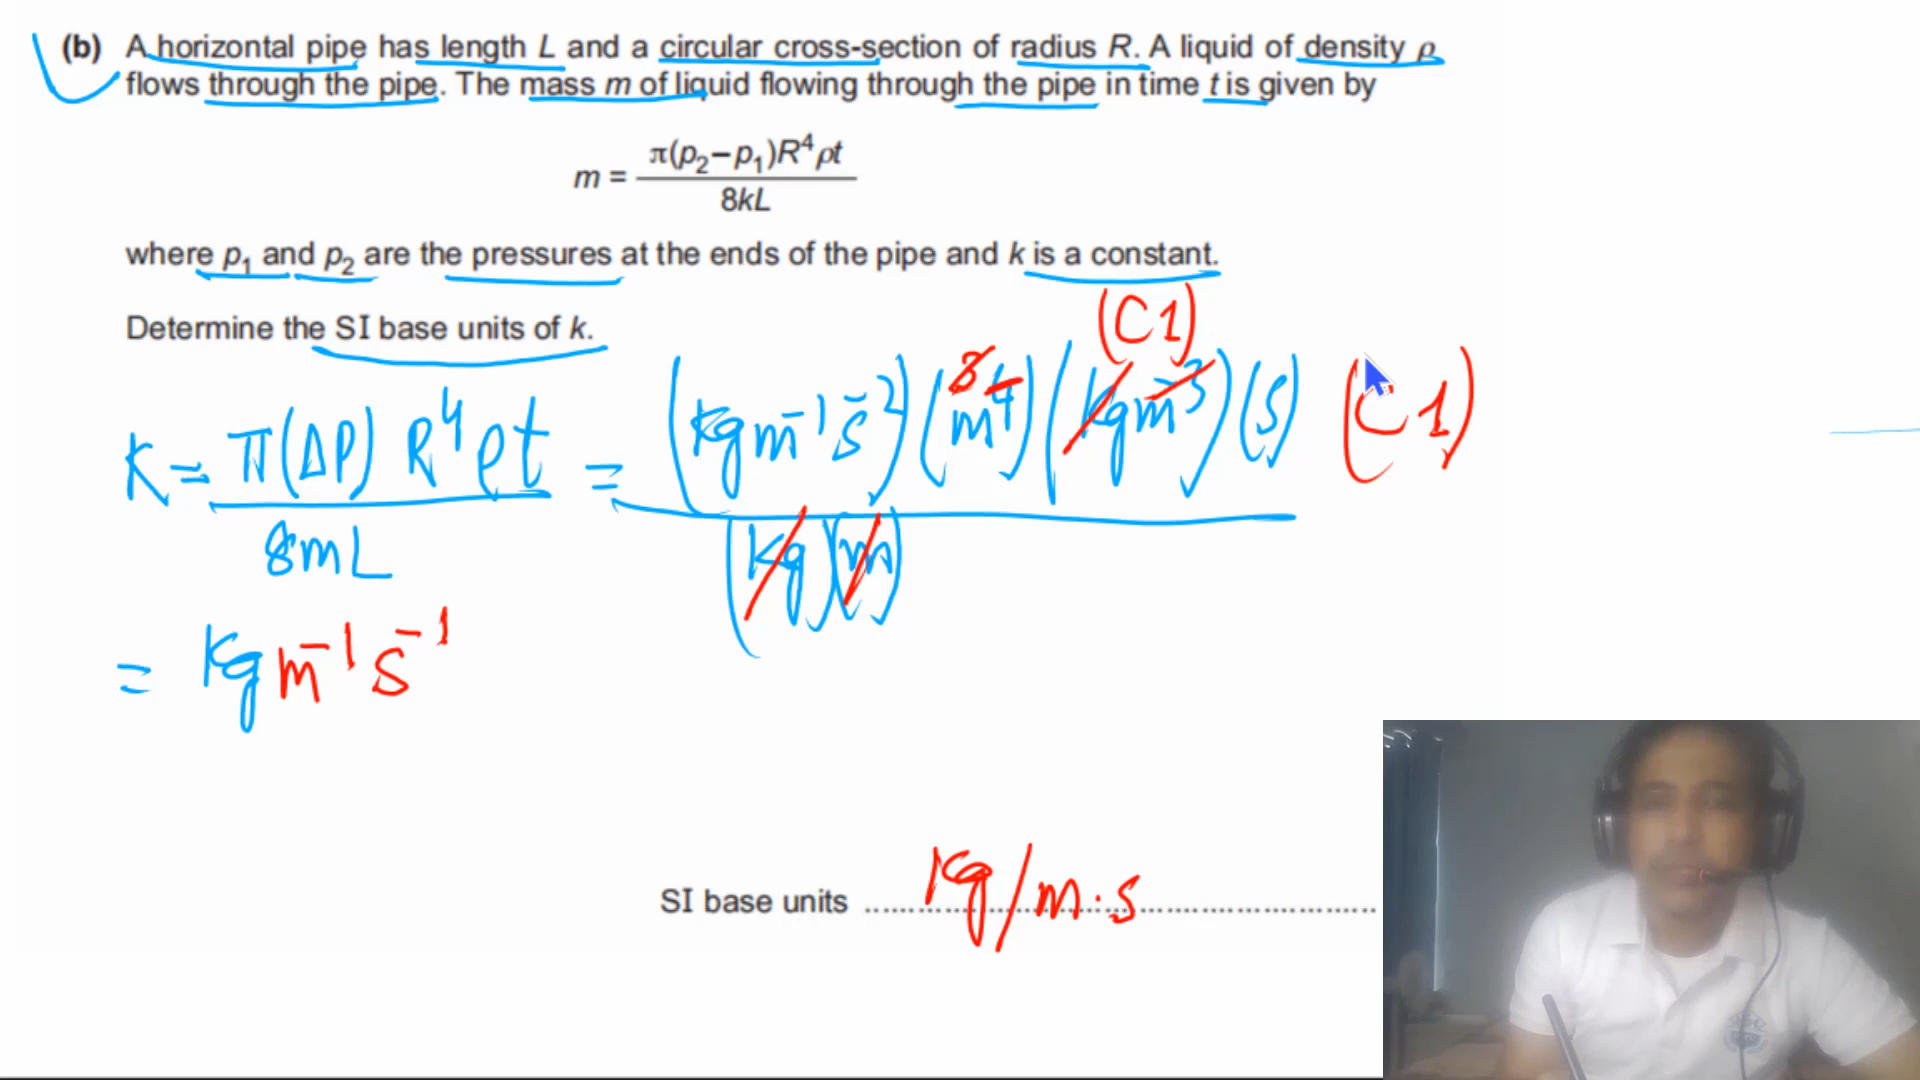 (b) A horizontal pipe has length L and a circular cross-section of radius R. A liquid of density ρ
flows through the pipe. The mass m of liquid flowing through the pipe in time t is given by
m = π(p₂−p₁)R⁴ρt / 8kL
where p₁ and p₂ are the pressures at the ends of the pipe and k is a constant.
Determine the SI base units of k.
(C1)
K = π(ΔP) R⁴ρt / 8mL = (kg m⁻¹ s⁻²)(m⁴)(kg m⁻³)(s) / (kg)(m) (C1)
3
= kg m⁻¹ s⁻¹
SI base units ........ kg/m·s ........